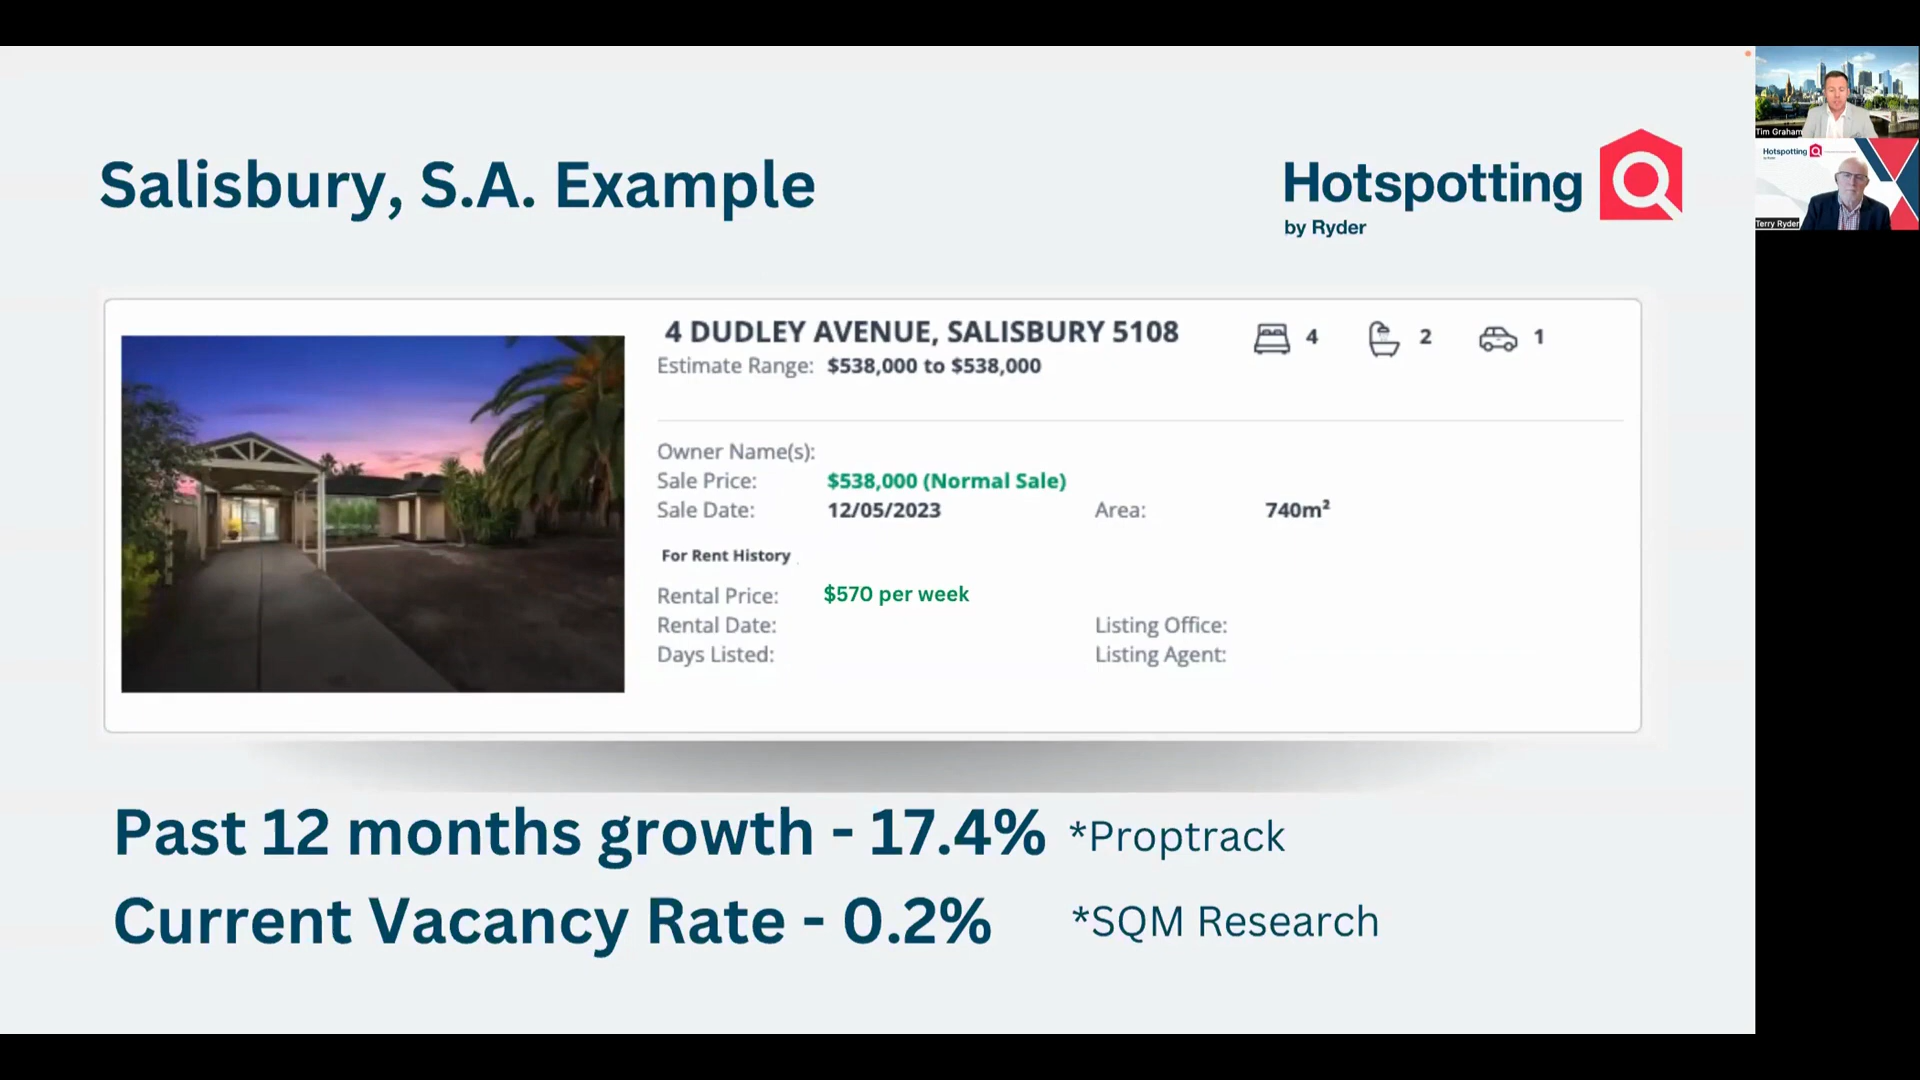 Salisbury, S.A. Example
Hotspotting
by Ryder
4 DUDLEY AVENUE, SALISBURY 5108
4
2
1
Estimate Range: $538,000 to $538,000
Owner Name(s):
Sale Price: $538,000 (Normal Sale)
Sale Date: 12/05/2023 Area: 740m²
For Rent History
Rental Price: $570 per week
Rental Date: Listing Office:
Days Listed: Listing Agent:
Past 12 months growth - 17.4% *Proptrack
Current Vacancy Rate - 0.2% *SQM Research
Tim Graham
Hotspotting
Terry Ryder